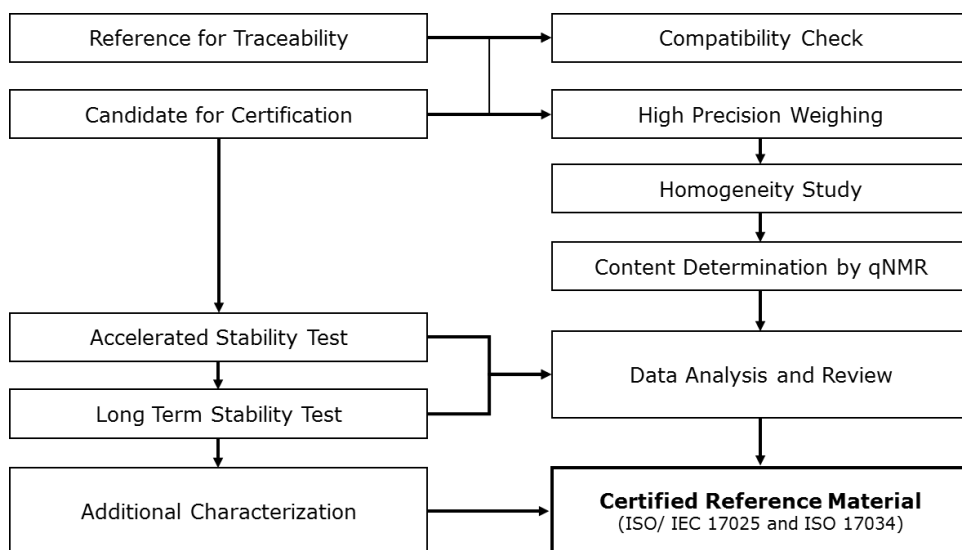 Reference for Traceability
Compatibility Check
Candidate for Certification
High Precision Weighing
Homogeneity Study
Content Determination by qNMR
Accelerated Stability Test
Data Analysis and Review
Long Term Stability Test
Additional Characterization
Certified Reference Material
(ISO/ IEC 17025 and ISO 17034)